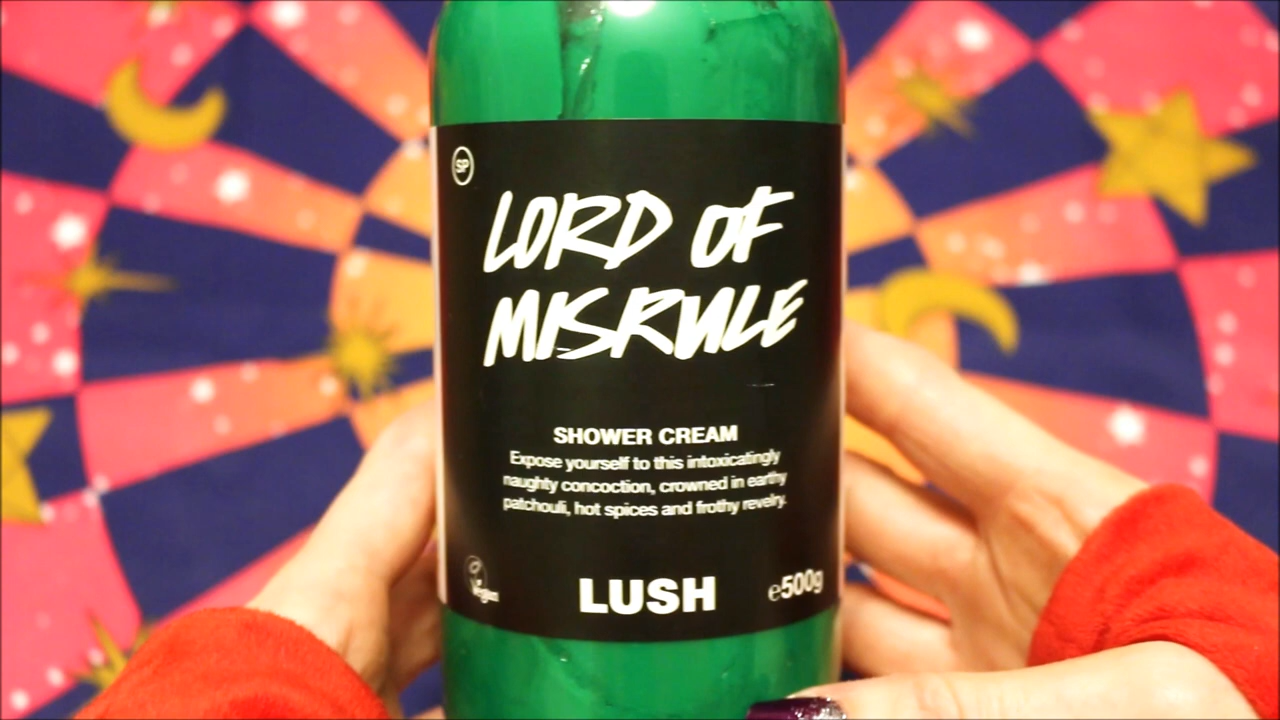 SP
LORD OF
MISRULE
SHOWER CREAM
Expose yourself to this intoxicatingly
naughty concoction, crowned in earthy
patchouli, hot spices and frothy revelry.
Vegan
LUSH
℮500g